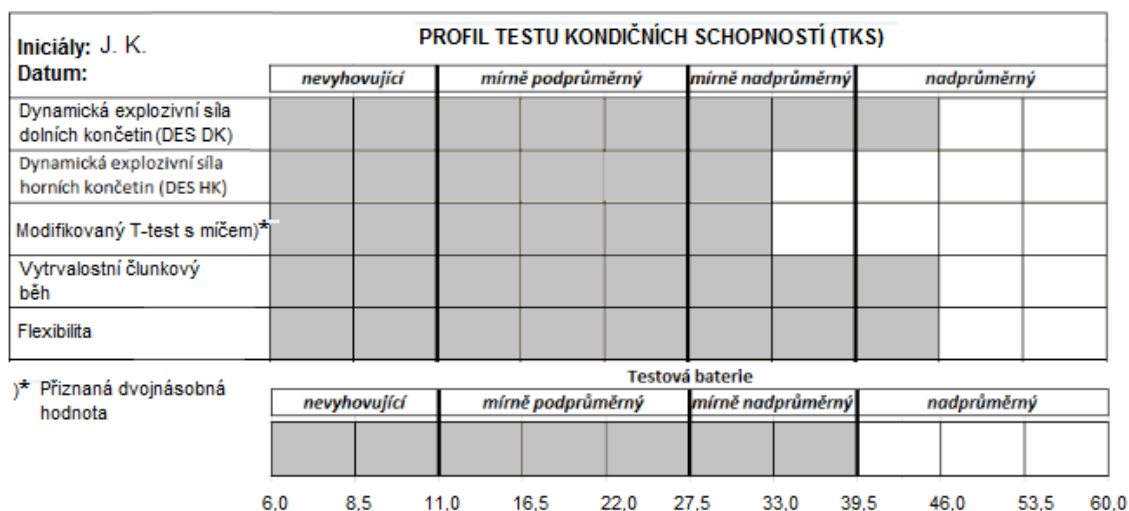 Iniciály: J. K.
PROFIL TESTU KONDIČNÍCH SCHOPNOSTÍ (TKS)
Datum:
nevyhovující mírně podprůměrný mírně nadprůměrný nadprůměrný
Dynamická explozivní síla
dolních končetin (DES DK)
Dynamická explozivní síla
horních končetin (DES HK)
Modifikovaný T-test s míčem)*
Vytrvalostní člunkový
běh
Flexibilita
)* Přiznaná dvojnásobná
hodnota
Testová baterie
nevyhovující mírně podprůměrný mírně nadprůměrný nadprůměrný
6,0 8,5 11,0 16,5 22,0 27,5 33,0 39,5 46,0 53,5 60,0